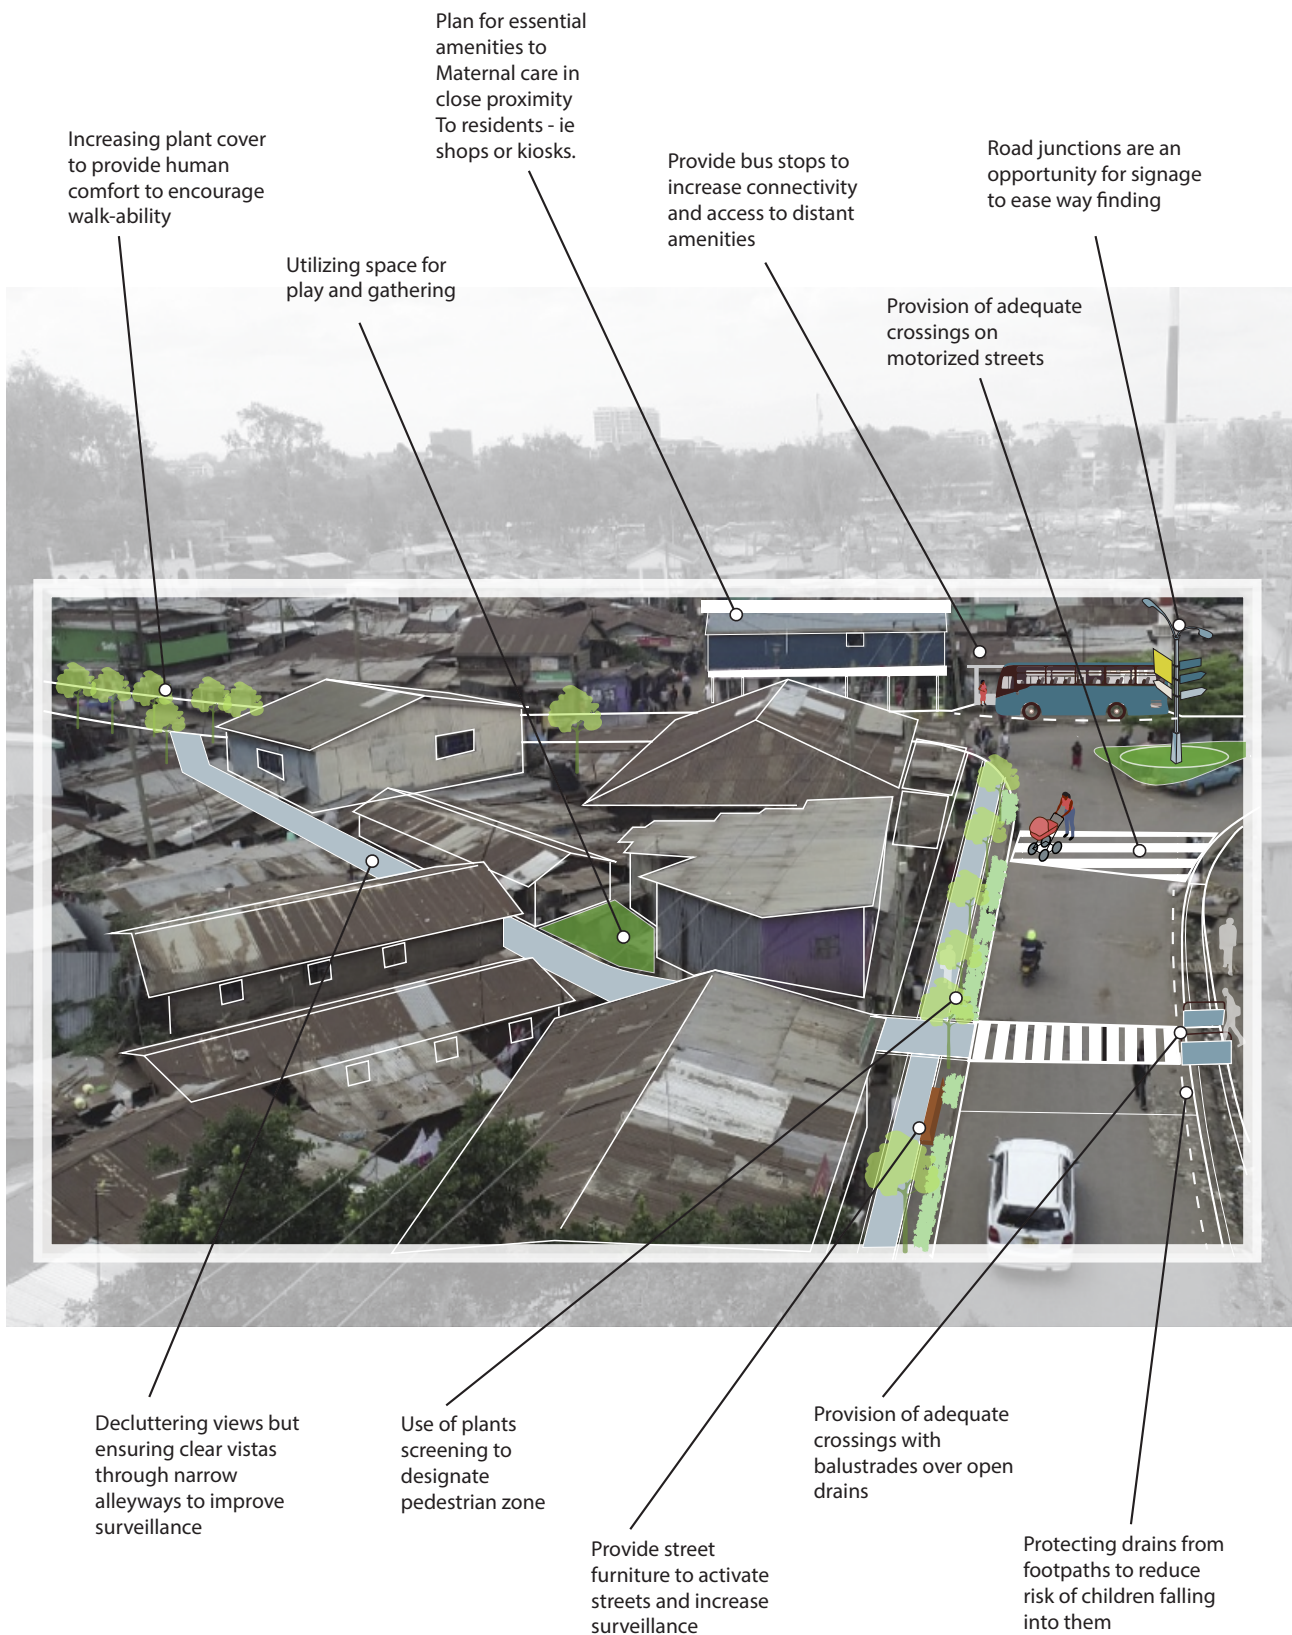 Plan for essential
amenities to
Maternal care in
close proximity
To residents - ie
shops or kiosks.
Increasing plant cover
to provide human
comfort to encourage
walk-ability
Provide bus stops to
increase connectivity
and access to distant
amenities
Road junctions are an
opportunity for signage
to ease way finding
Utilizing space for
play and gathering
Provision of adequate
crossings on
motorized streets
Decluttering views but
ensuring clear vistas
through narrow
alleyways to improve
surveillance
Use of plants
screening to
designate
pedestrian zone
Provision of adequate
crossings with
balustrades over open
drains
Provide street
furniture to activate
streets and increase
surveillance
Protecting drains from
footpaths to reduce
risk of children falling
into them